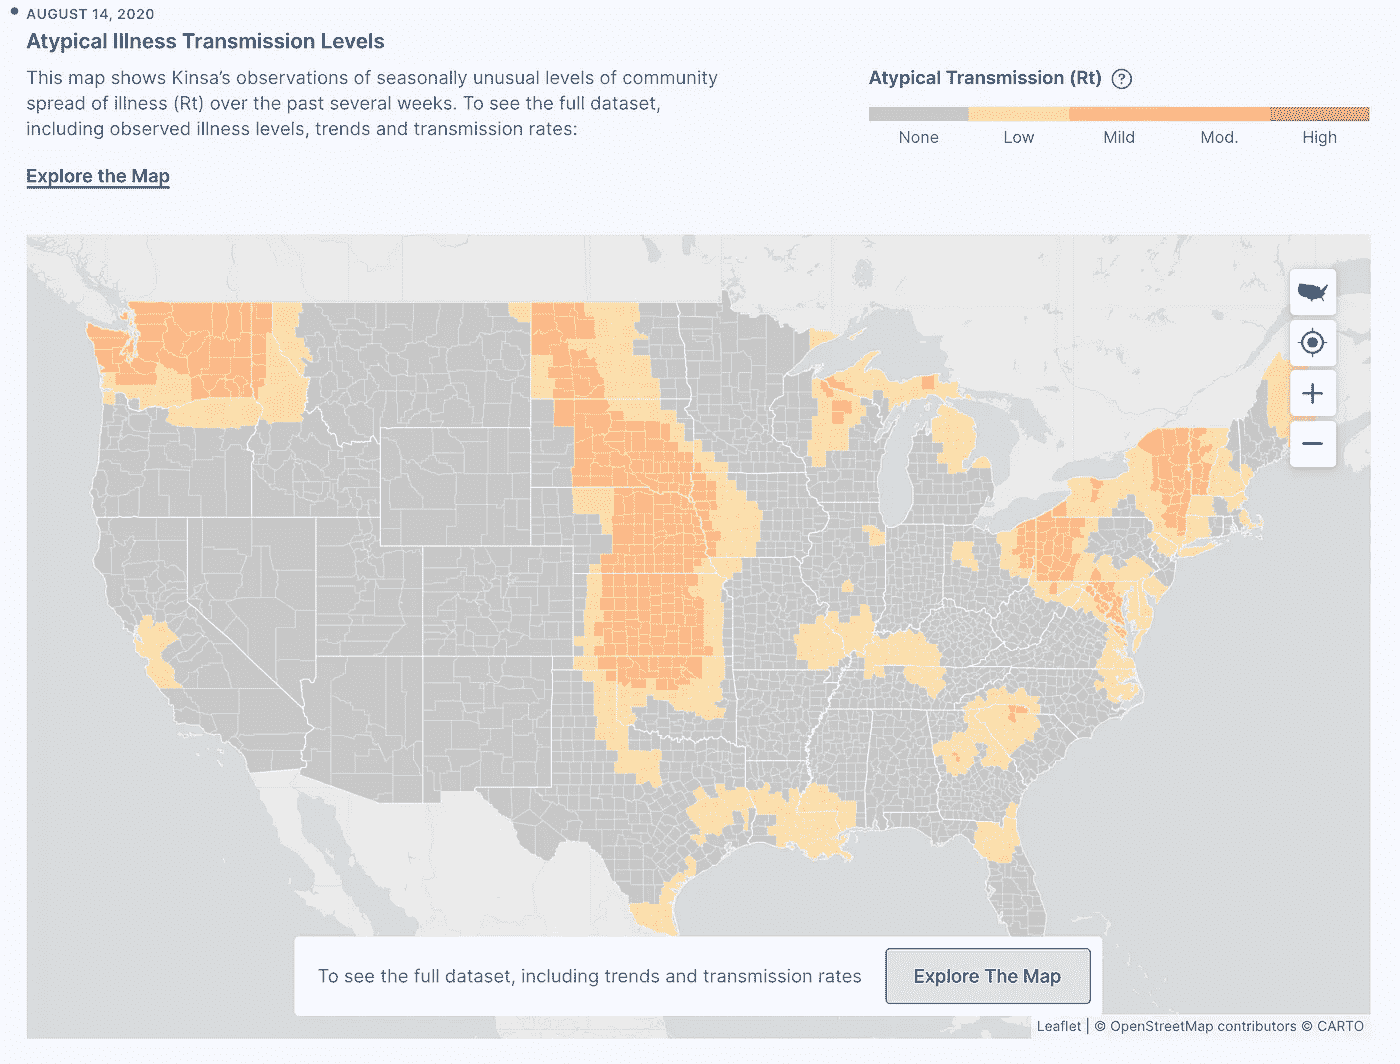 AUGUST 14, 2020
Atypical Illness Transmission Levels
This map shows Kinsa’s observations of seasonally unusual levels of community
spread of illness (Rt) over the past several weeks. To see the full dataset,
including observed illness levels, trends and transmission rates:
Explore the Map
Atypical Transmission (Rt) ?
None Low Mild Mod. High
+
−
To see the full dataset, including trends and transmission rates
Explore The Map
Leaflet | © OpenStreetMap contributors © CARTO